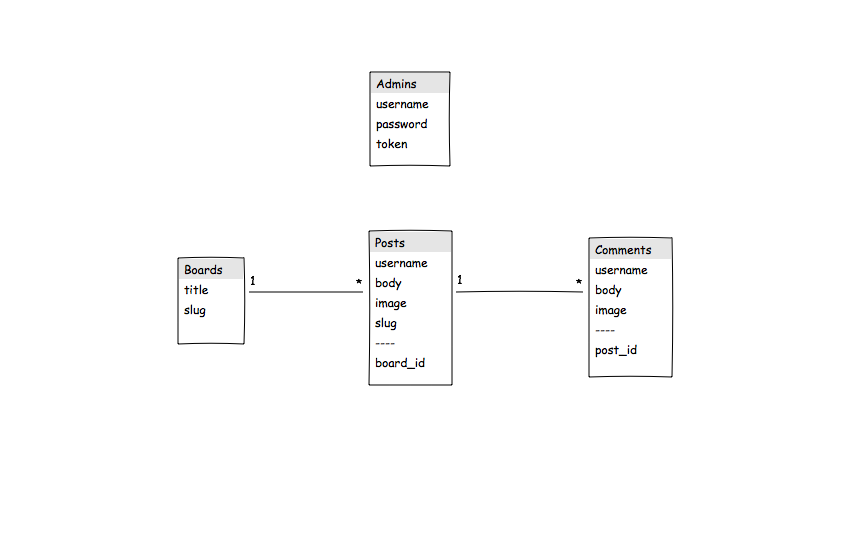 Admins
username
password
token
Boards
title
slug
1
*
Posts
username
body
image
slug
----
board_id
1
*
Comments
username
body
image
----
post_id